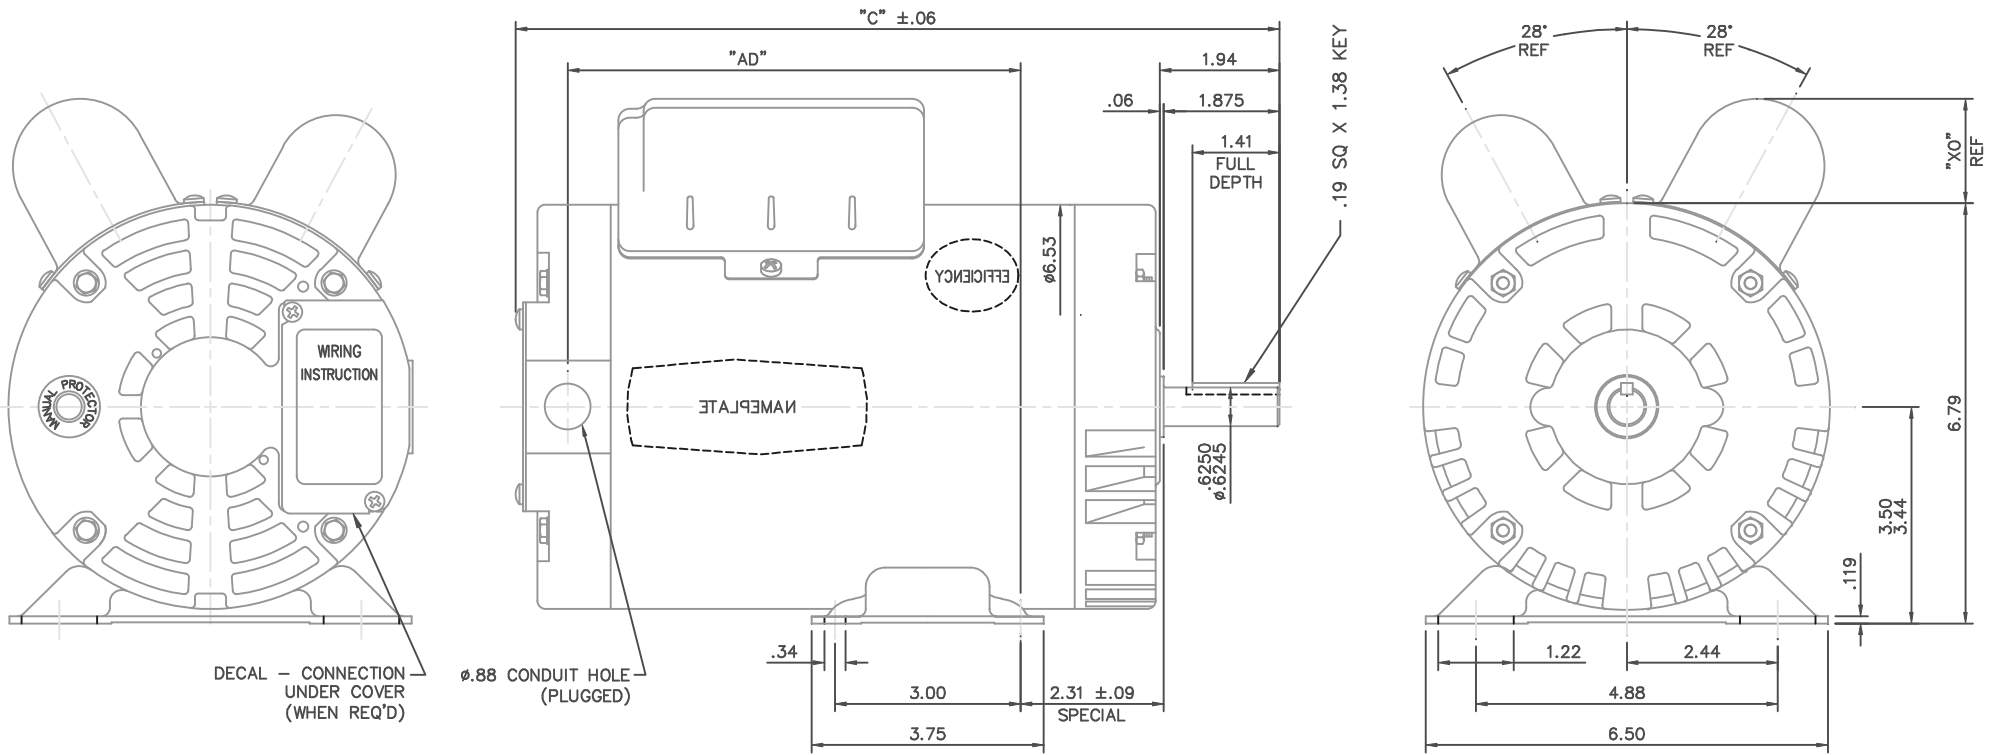 "C" ±.06
"AD"
1.94
.06
1.875
1.41
FULL
DEPTH
.19 SQ X 1.38 KEY
28°
REF
28°
REF
"XO"
REF
ø6.53
EFFICIENCY
WIRING
INSTRUCTION
MANUAL PROTECTOR
NAMEPLATE
.6250
ø.6245
6.79
3.50
3.44
.119
DECAL – CONNECTION
UNDER COVER
(WHEN REQ'D)
ø.88 CONDUIT HOLE
(PLUGGED)
.34
3.00
2.31 ±.09
SPECIAL
3.75
1.22
2.44
4.88
6.50